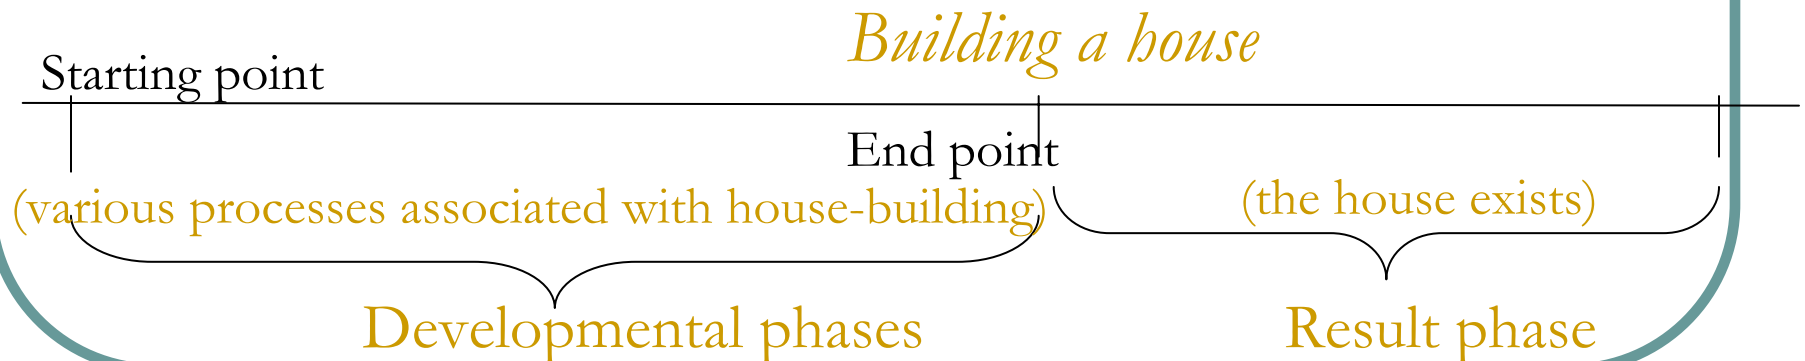 Building a house
Starting point
End point
(various processes associated with house-building)
(the house exists)
Developmental phases
Result phase